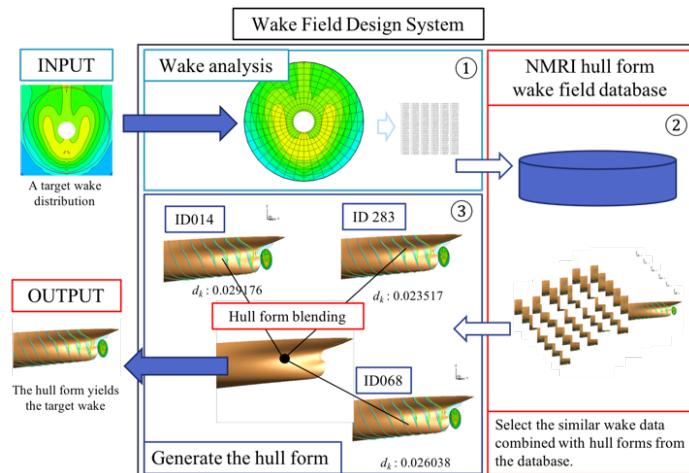 Wake Field Design System
INPUT
A target wake
distribution
Wake analysis
①
NMRI hull form
wake field database
②
③
ID014
ID 283
d_k : 0.029176
d_k : 0.023517
Hull form blending
ID068
d_k : 0.026038
Generate the hull form
OUTPUT
The hull form yields
the target wake
Select the similar wake data
combined with hull forms from
the database.